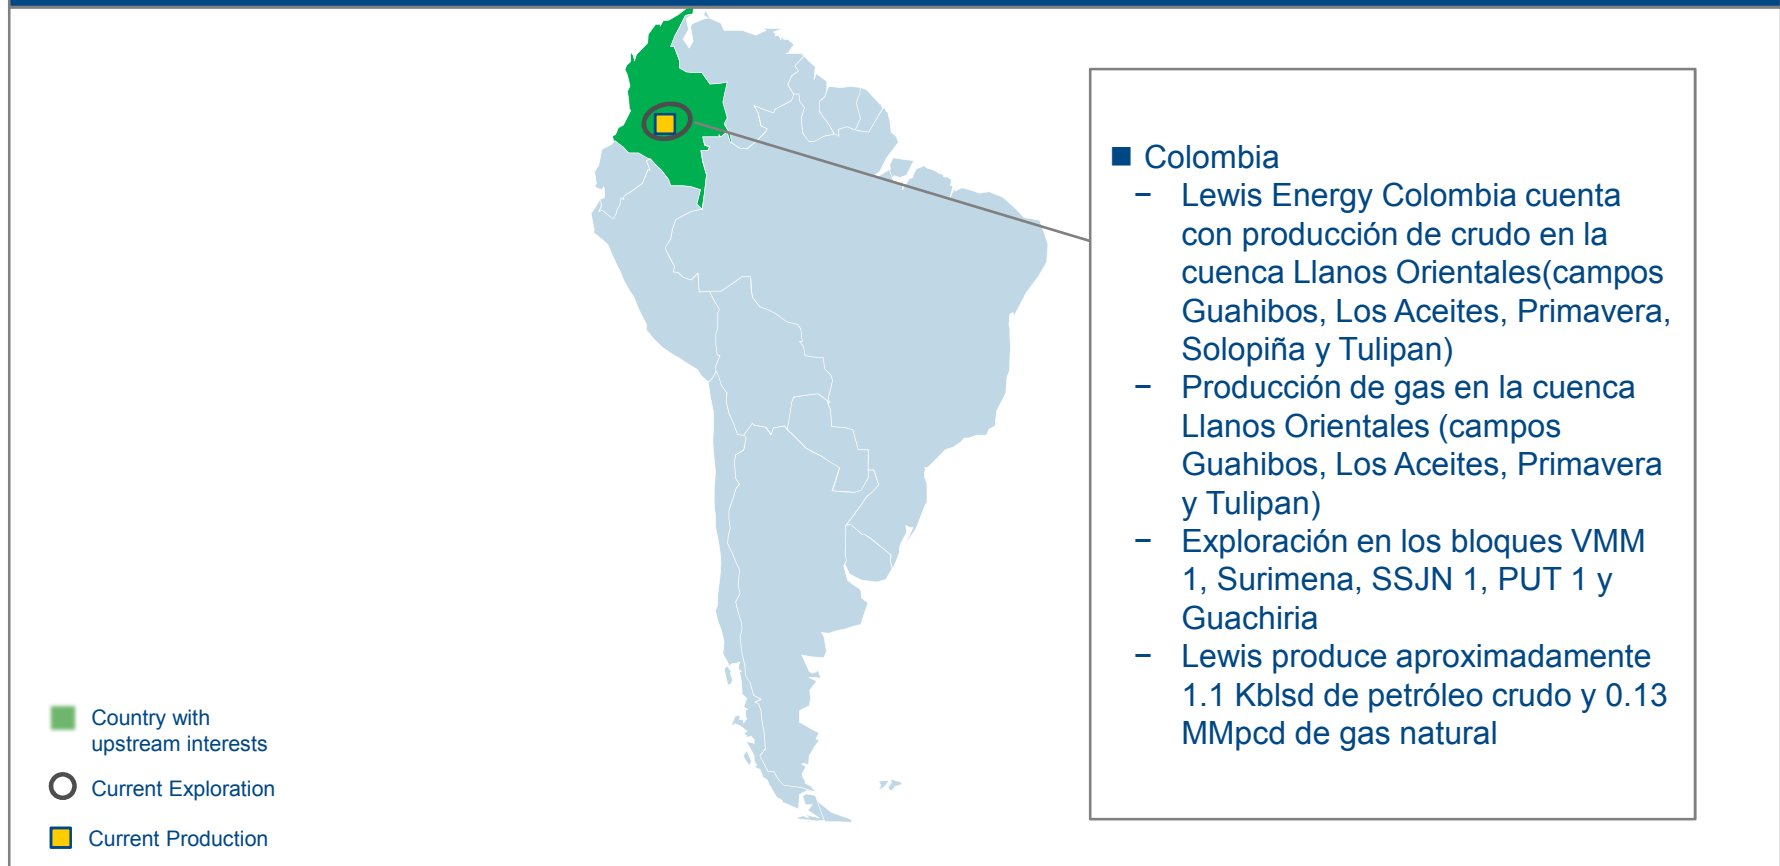 Colombia
− Lewis Energy Colombia cuenta
con producción de crudo en la
cuenca Llanos Orientales(campos
Guahibos, Los Aceites, Primavera,
Solopiña y Tulipan)
− Producción de gas en la cuenca
Llanos Orientales (campos
Guahibos, Los Aceites, Primavera
y Tulipan)
− Exploración en los bloques VMM
1, Surimena, SSJN 1, PUT 1 y
Guachiria
− Lewis produce aproximadamente
1.1 Kblsd de petróleo crudo y 0.13
MMpcd de gas natural
Country with
upstream interests
Current Exploration
Current Production